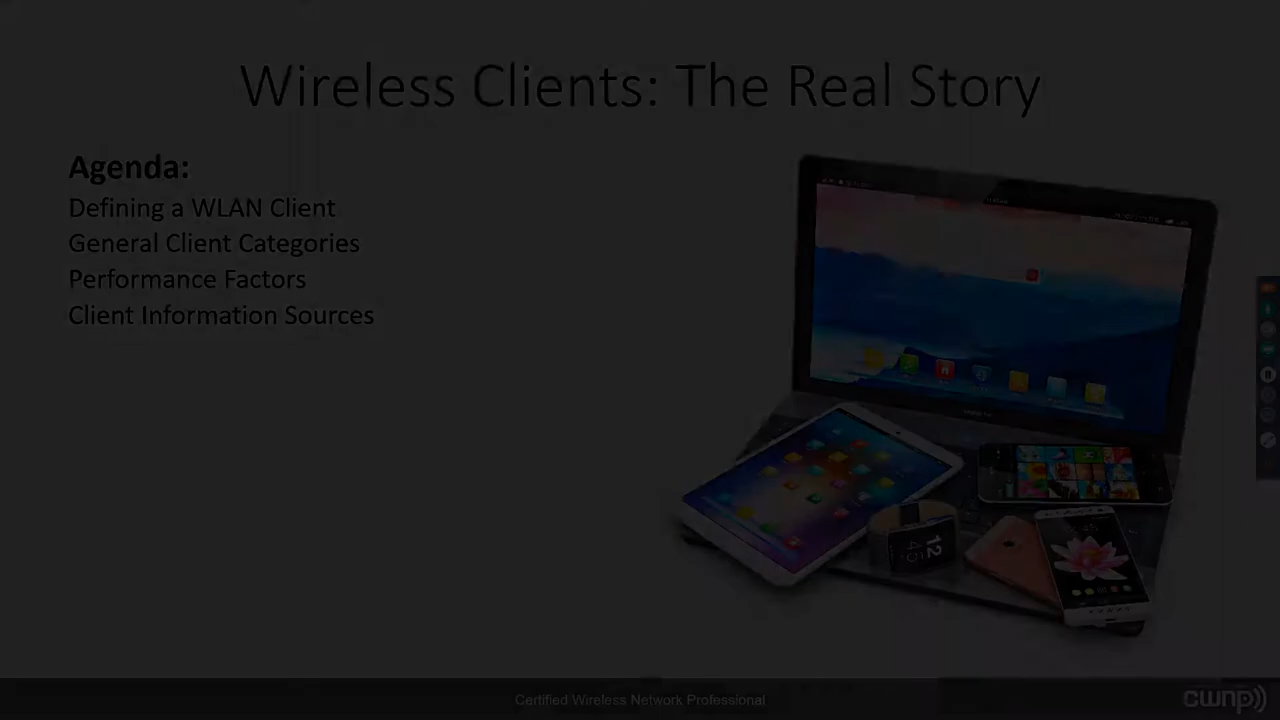 Wireless Clients: The Real Story
Agenda:
Defining a WLAN Client
General Client Categories
Performance Factors
Client Information Sources
12
Certified Wireless Network Professional
cwnp